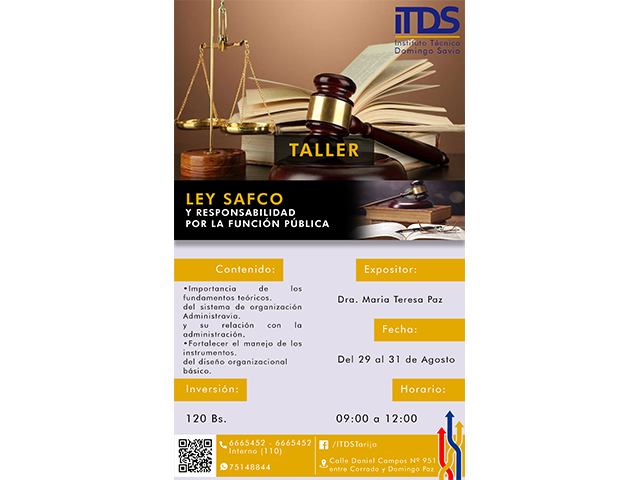 iTDS
Instituto Técnico
Domingo Savio
TALLER
LEY SAFCO
Y RESPONSABILIDAD
POR LA FUNCIÓN PÚBLICA
Contenido:
•Importancia de los
fundamentos teóricos.
del sistema de organización
Administravia.
y su relación con la
administración.
•Fortalecer el manejo de los
instrumentos.
del diseño organizacional
básico.
Inversión:
120 Bs.
Expositor:
Dra. Maria Teresa Paz
Fecha:
Del 29 al 31 de Agosto
Horario:
09:00 a 12:00
6665452 - 6665452
Interno (110)
75148844
/ITDSTarija
Calle Daniel Campos Nº 951
entre Corrado y Domingo Paz